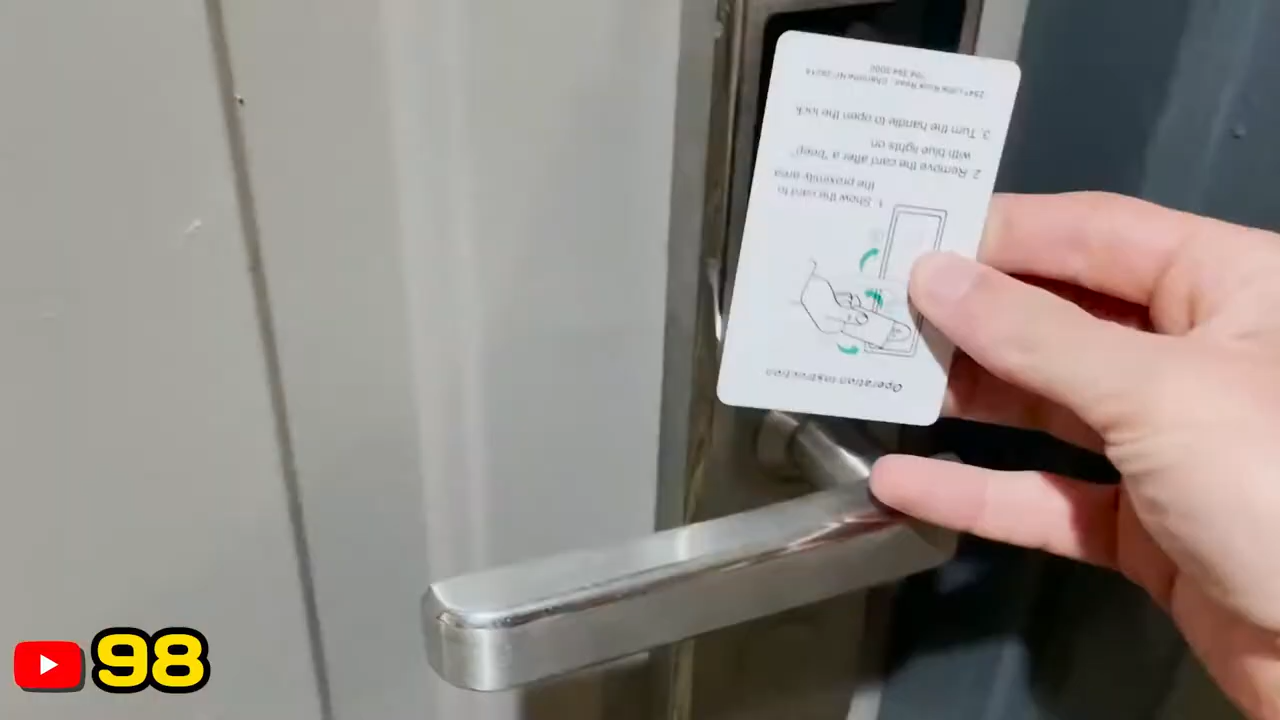 Operation instruction
1. Show the card to
the proximity area
2. Remove the card after a "beep"
with blue lights on
3. Turn the handle to open the lock
98